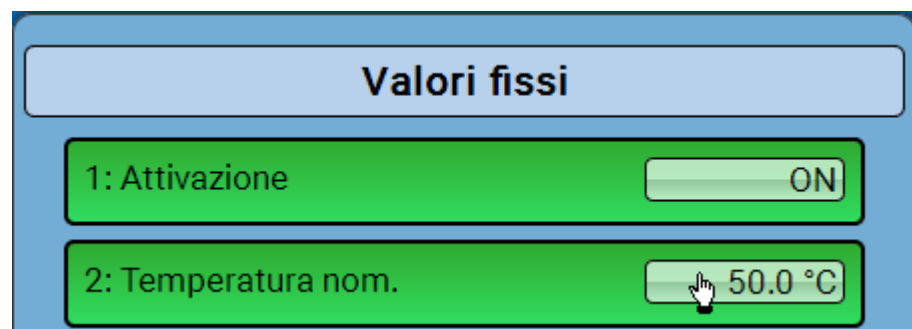 Valori fissi
1: Attivazione ON
2: Temperatura nom. 50.0 °C